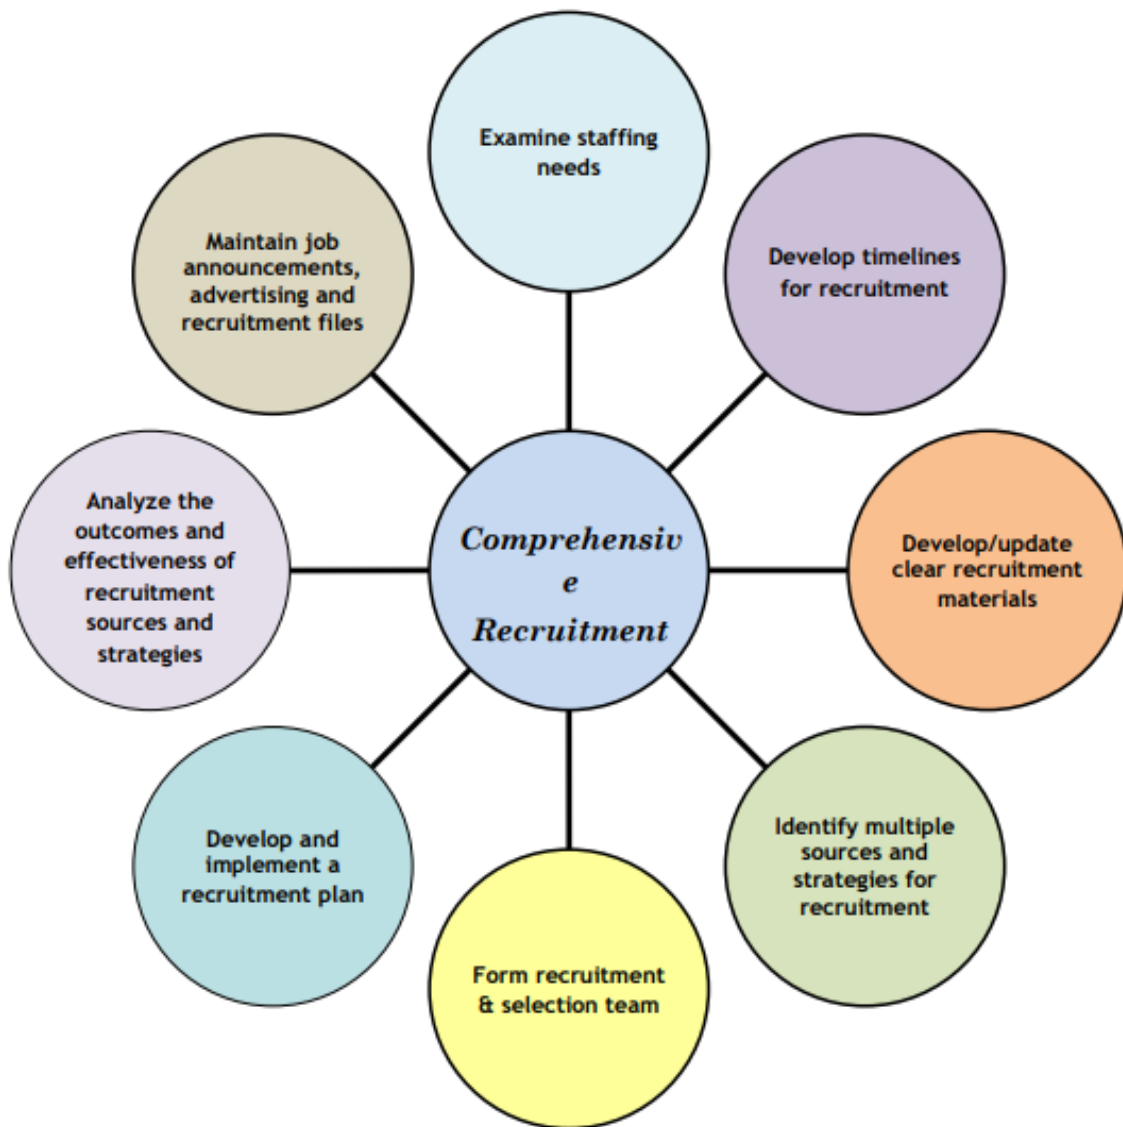 Examine staffing
needs
Develop timelines
for recruitment
Develop/update
clear recruitment
materials
Identify multiple
sources and
strategies for
recruitment
Form recruitment
& selection team
Develop and
implement a
recruitment plan
Analyze the
outcomes and
effectiveness of
recruitment
sources and
strategies
Maintain job
announcements,
advertising and
recruitment files
Comprehensiv
e
Recruitment